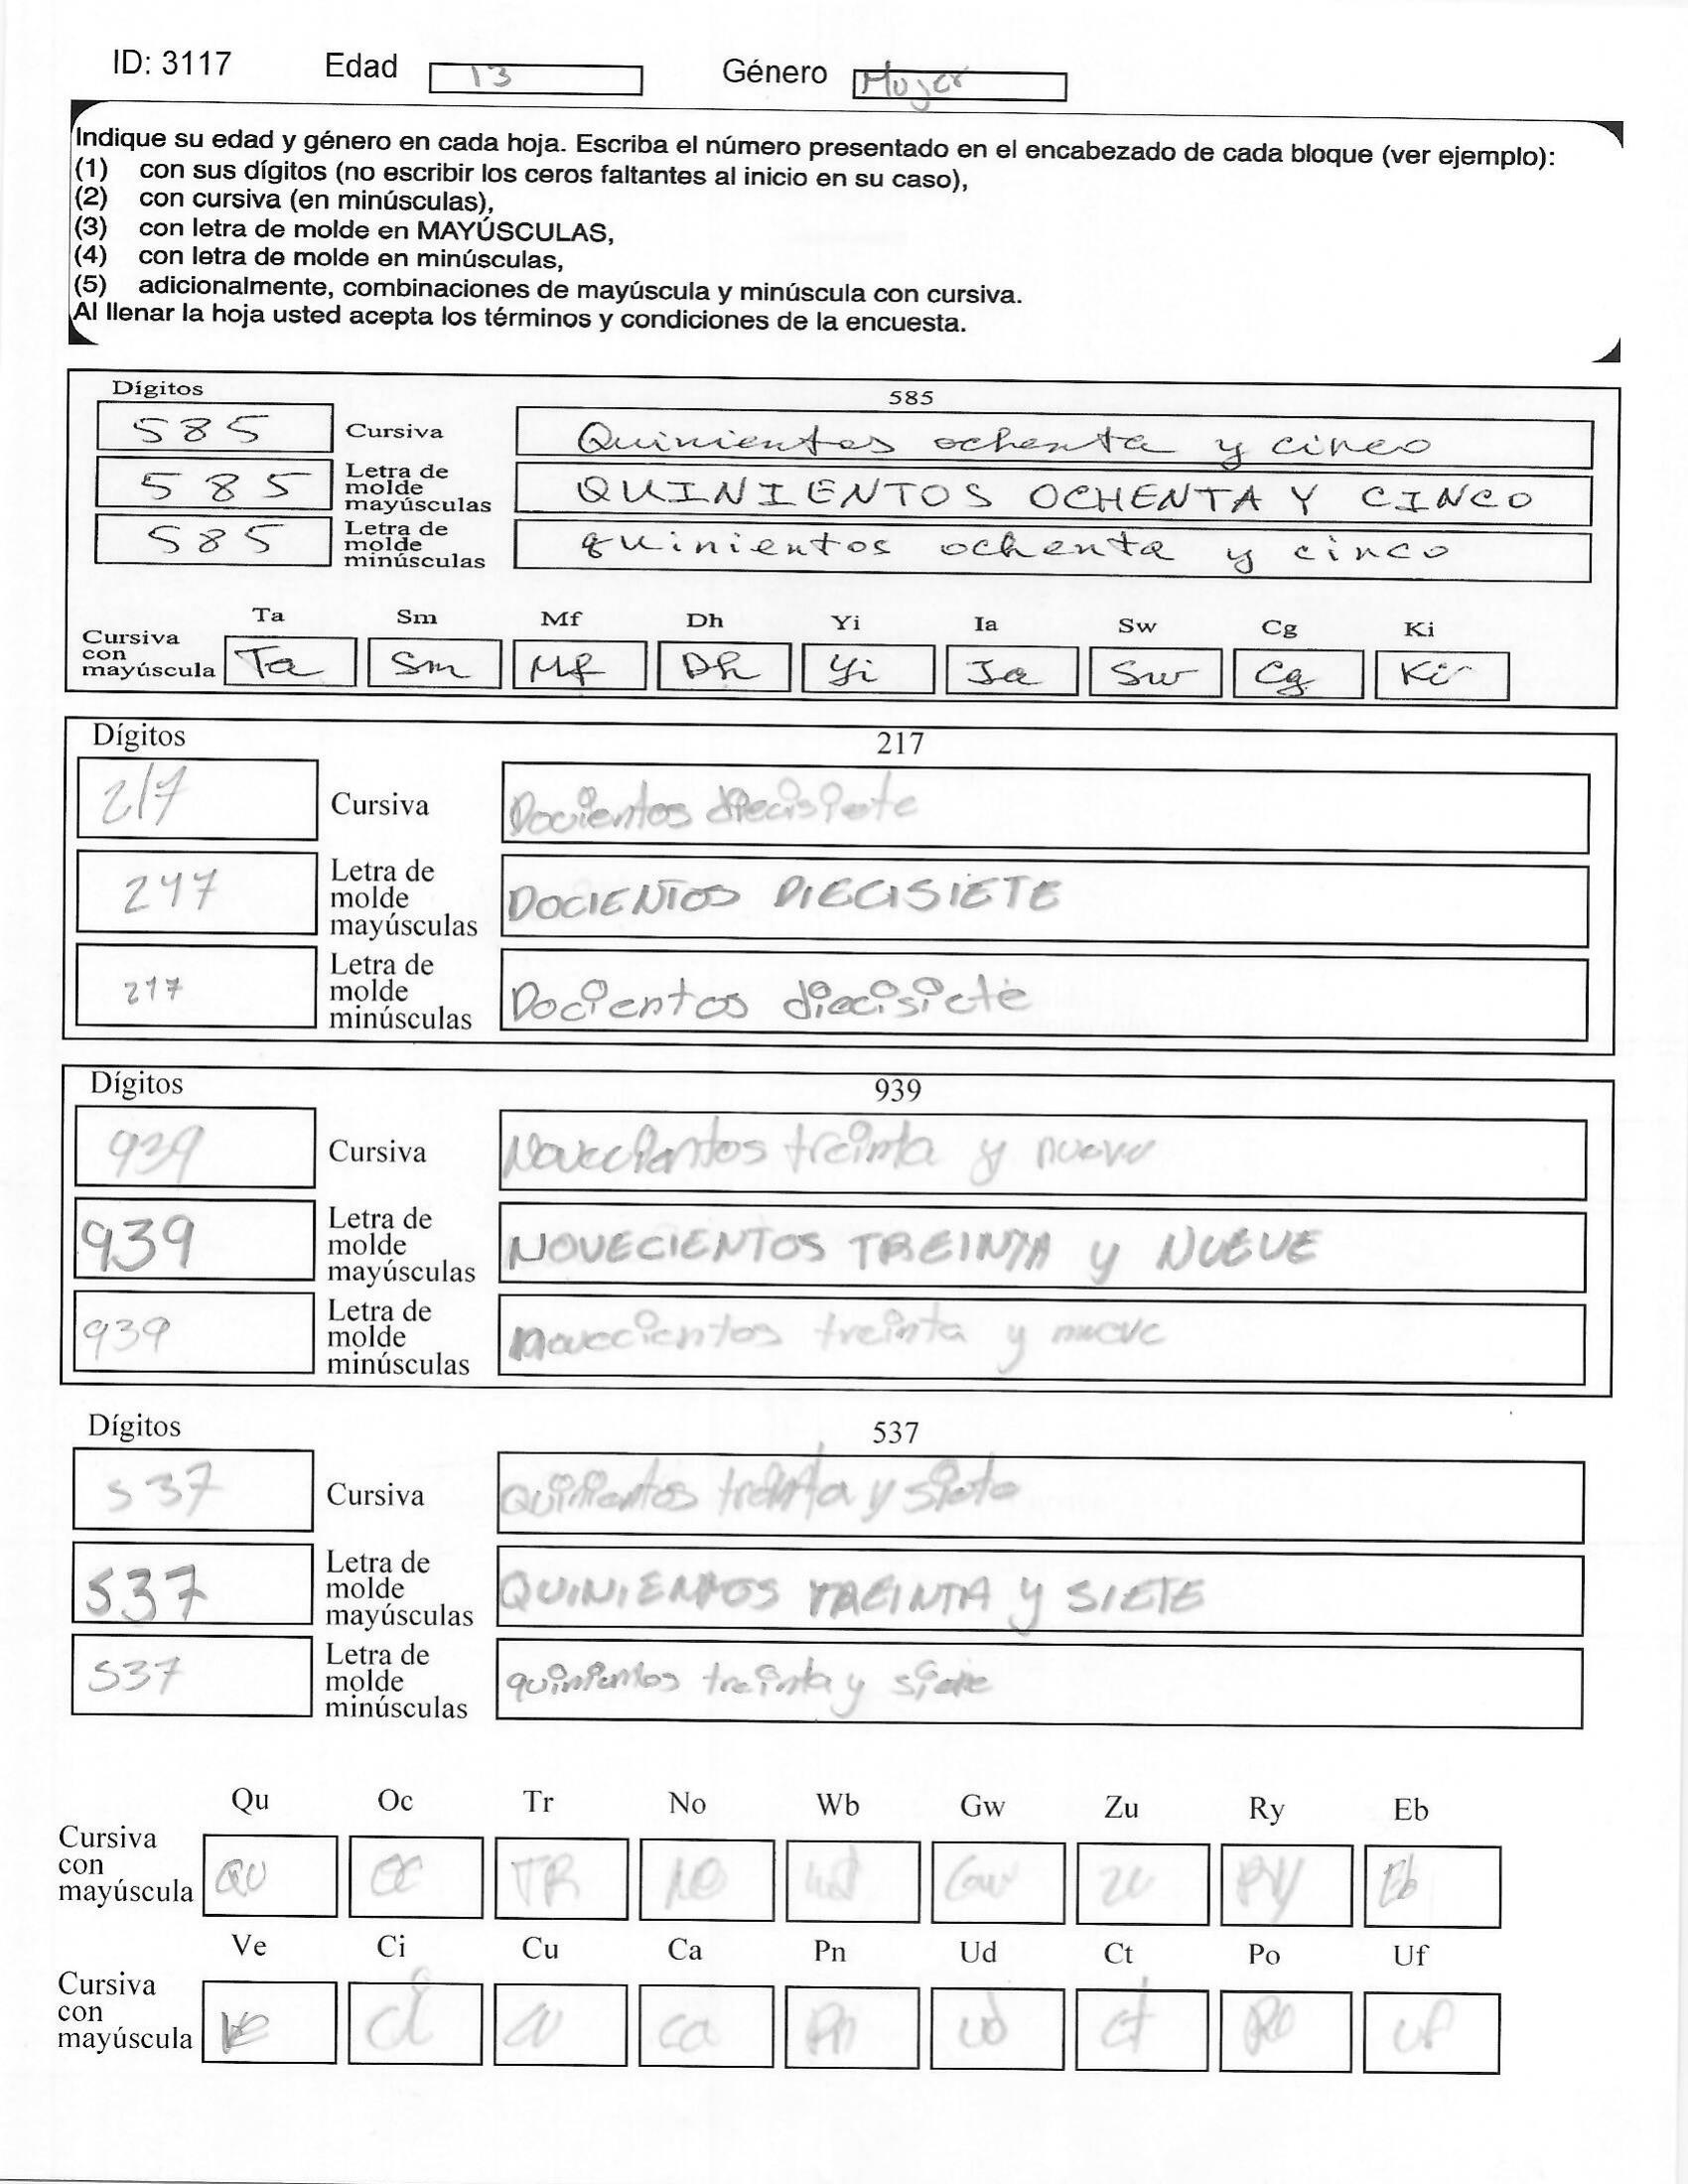 ID: 3117 Edad 13 Género Mujer
Indique su edad y género en cada hoja. Escriba el número presentado en el encabezado de cada bloque (ver ejemplo):
(1) con sus dígitos (no escribir los ceros faltantes al inicio en su caso),
(2) con cursiva (en minúsculas),
(3) con letra de molde en MAYÚSCULAS,
(4) con letra de molde en minúsculas,
(5) adicionalmente, combinaciones de mayúscula y minúscula con cursiva.
Al llenar la hoja usted acepta los términos y condiciones de la encuesta.
Dígitos 585
585 Cursiva Quinientos ochenta y cinco
585 Letra de molde mayúsculas QUINIENTOS OCHENTA Y CINCO
585 Letra de molde minúsculas quinientos ochenta y cinco
Ta Sm Mf Dh Yi Ia Sw Cg Ki
Cursiva con mayúscula Ta Sm Mf Dh Yi Ia Sw Cg Ki
Dígitos 217
217 Cursiva Docientos diecisiete
217 Letra de molde mayúsculas DOCIENTOS DIECISIETE
217 Letra de molde minúsculas Docientos diecisiete
Dígitos 939
939 Cursiva Novecientos treinta y nueve
939 Letra de molde mayúsculas NOVECIENTOS TREINTA y NUEVE
939 Letra de molde minúsculas novecientos treinta y nueve
Dígitos 537
537 Cursiva quinientos treinta y siete
537 Letra de molde mayúsculas QUINIENTOS TREINTA y SIETE
537 Letra de molde minúsculas quinientos treinta y siete
Qu Oc Tr No Wb Gw Zu Ry Eb
Cursiva con mayúscula QU OC TR NO Wb Gw Zu RY Eb
Ve Ci Cu Ca Pn Ud Ct Po Uf
Cursiva con mayúscula Ve Ci Cu Ca Pn Ud Ct Po Uf